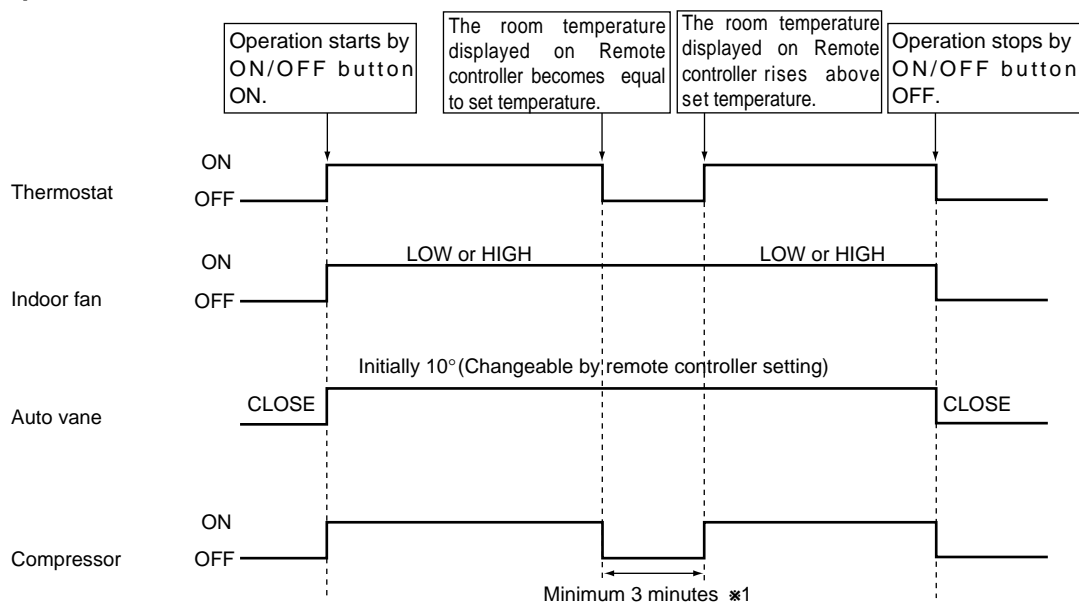 Operation starts by
ON/OFF button
ON.
The room temperature
displayed on Remote
controller becomes equal
to set temperature.
The room temperature
displayed on Remote
controller rises above
set temperature.
Operation stops by
ON/OFF button
OFF.
Thermostat
ON
OFF
Indoor fan
ON
OFF
LOW or HIGH
LOW or HIGH
Auto vane
Initially 10° (Changeable by remote controller setting)
CLOSE
CLOSE
Compressor
ON
OFF
Minimum 3 minutes ※1